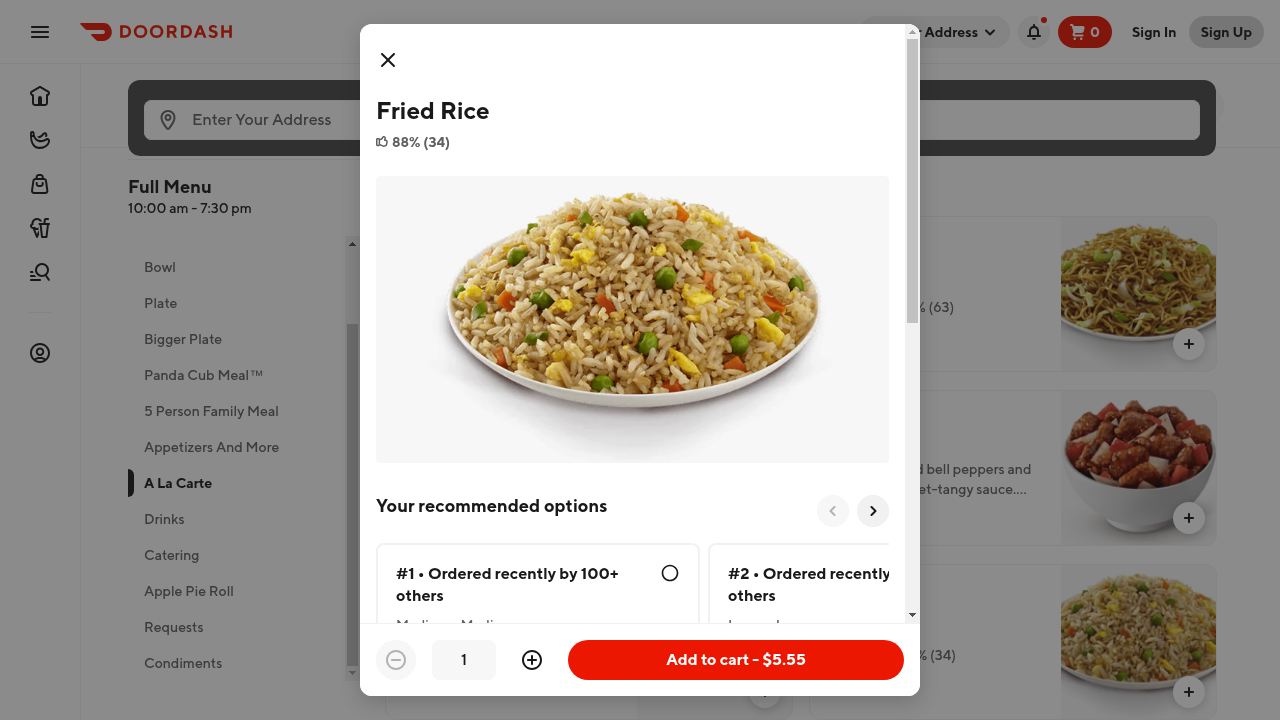 DOORDASH
Address
0
Sign In
Sign Up
Enter Your Address
Full Menu
10:00 am - 7:30 pm
Bowl
Plate
Bigger Plate
Panda Cub Meal™
5 Person Family Meal
Appetizers And More
A La Carte
Drinks
Catering
Apple Pie Roll
Requests
Condiments
Fried Rice
88% (34)
Your recommended options
#1 • Ordered recently by 100+
others
#2 • Ordered recently
others
1
Add to cart - $5.55
% (63)
d bell peppers and
et-tangy sauce....
% (34)